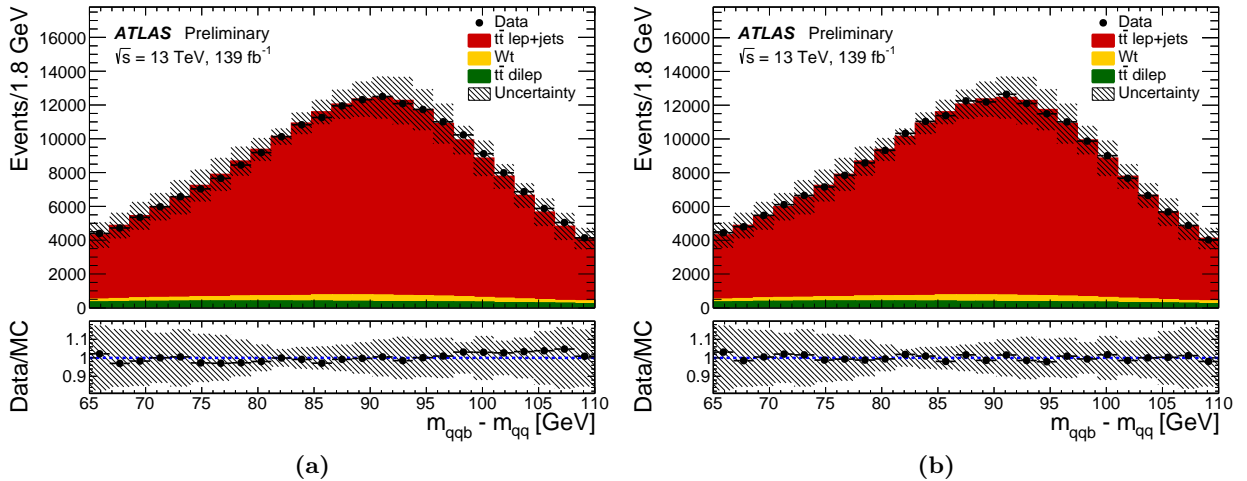 Events/1.8 GeV
16000
14000
12000
10000
8000
6000
4000
2000
0
ATLAS Preliminary
√s = 13 TeV, 139 fb⁻¹
Data
tt̄ lep+jets
Wt
tt̄ dilep
Uncertainty
Data/MC
1.1
1
0.9
65 70 75 80 85 90 95 100 105 110
m_qqb - m_qq [GeV]
(a)
Events/1.8 GeV
16000
14000
12000
10000
8000
6000
4000
2000
0
ATLAS Preliminary
√s = 13 TeV, 139 fb⁻¹
Data
tt̄ lep+jets
Wt
tt̄ dilep
Uncertainty
Data/MC
1.1
1
0.9
65 70 75 80 85 90 95 100 105 110
m_qqb - m_qq [GeV]
(b)